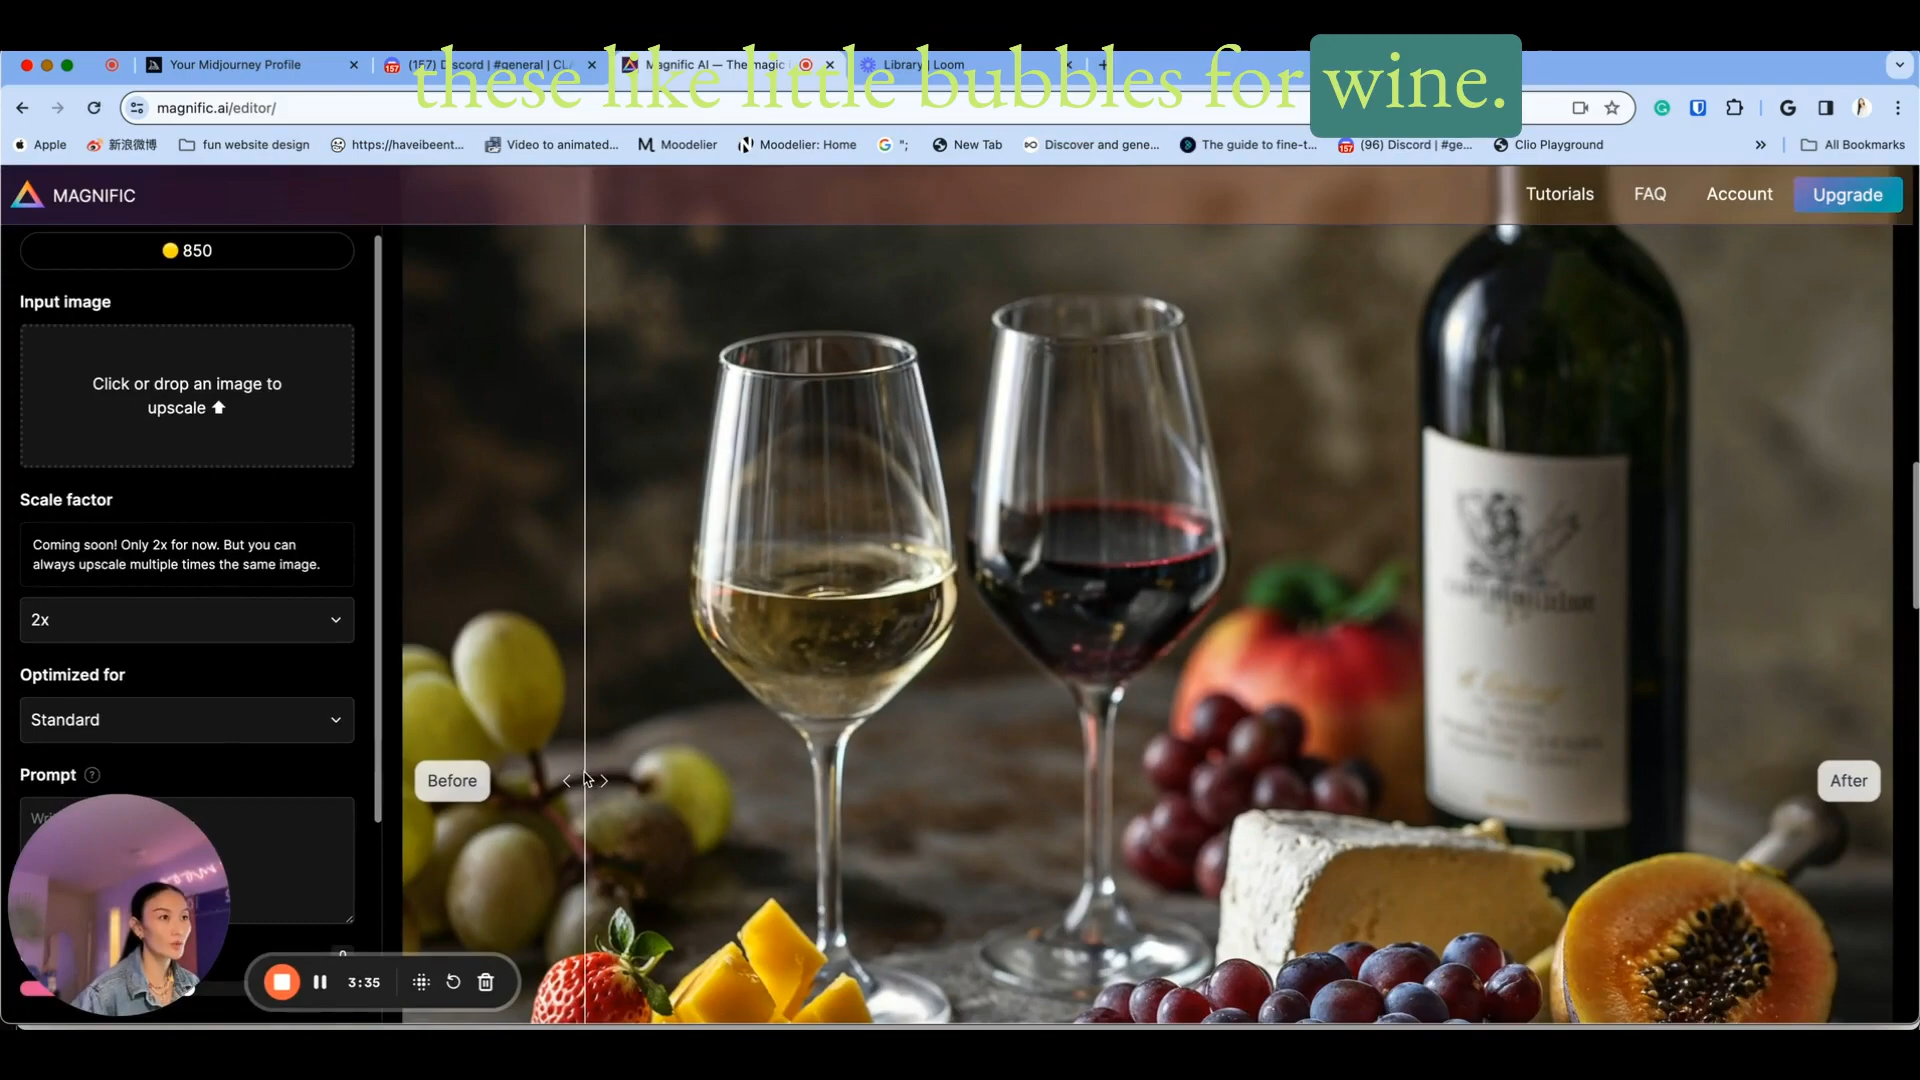 these like little bubbles for wine.
Your Midjourney Profile
(157) Discord | #general | CL
Magnific AI — The magic i
Library | Loom
magnific.ai/editor/
Apple
新浪微博
fun website design
https://haveibeent...
Video to animated...
Moodelier
Moodelier: Home
";
New Tab
Discover and gene...
The guide to fine-t...
(96) Discord | #ge...
Clio Playground
All Bookmarks
MAGNIFIC
Tutorials
FAQ
Account
Upgrade
850
Input image
Click or drop an image to
upscale
Scale factor
Coming soon! Only 2x for now. But you can
always upscale multiple times the same image.
2x
Optimized for
Standard
Prompt ?
Before
After
3:35